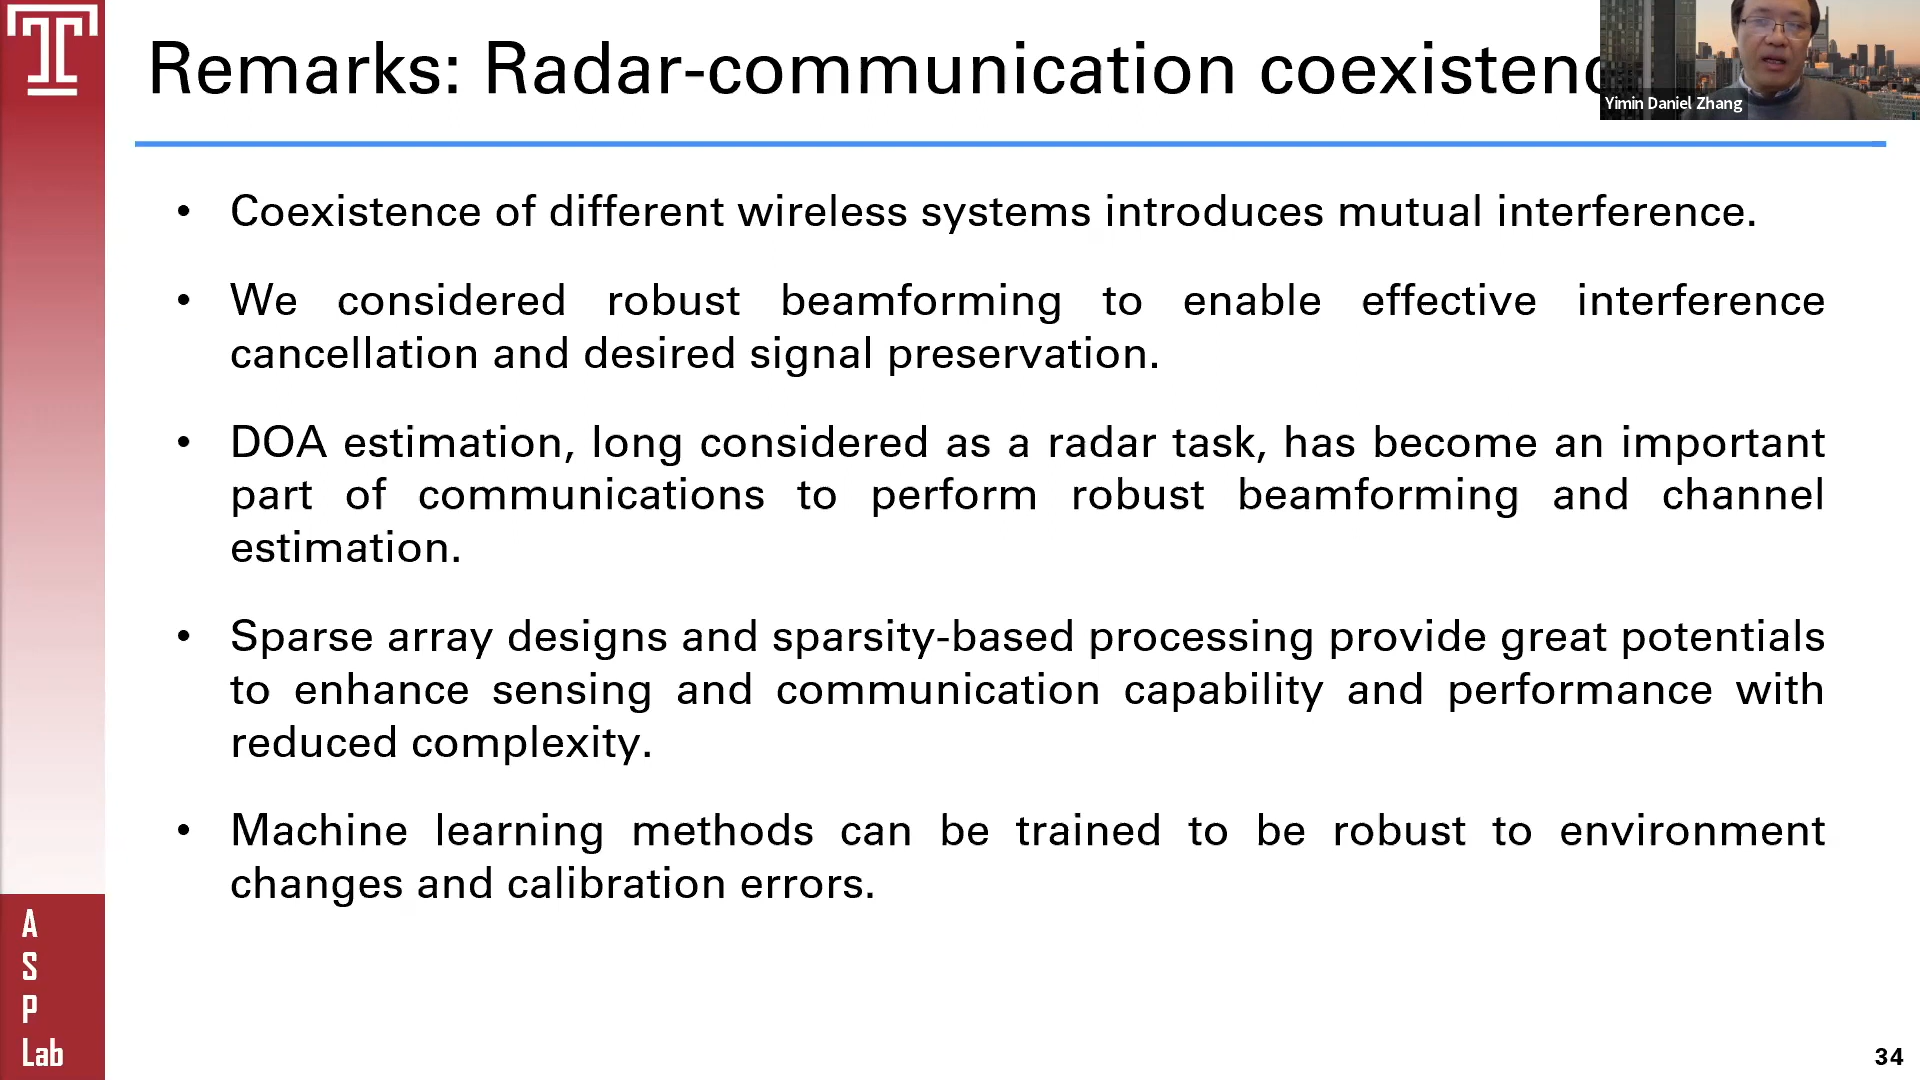 Remarks: Radar-communication coexistenc
Yimin Daniel Zhang
• Coexistence of different wireless systems introduces mutual interference.
• We considered robust beamforming to enable effective interference
cancellation and desired signal preservation.
• DOA estimation, long considered as a radar task, has become an important
part of communications to perform robust beamforming and channel
estimation.
• Sparse array designs and sparsity-based processing provide great potentials
to enhance sensing and communication capability and performance with
reduced complexity.
• Machine learning methods can be trained to be robust to environment
changes and calibration errors.
A
S
P
Lab
34